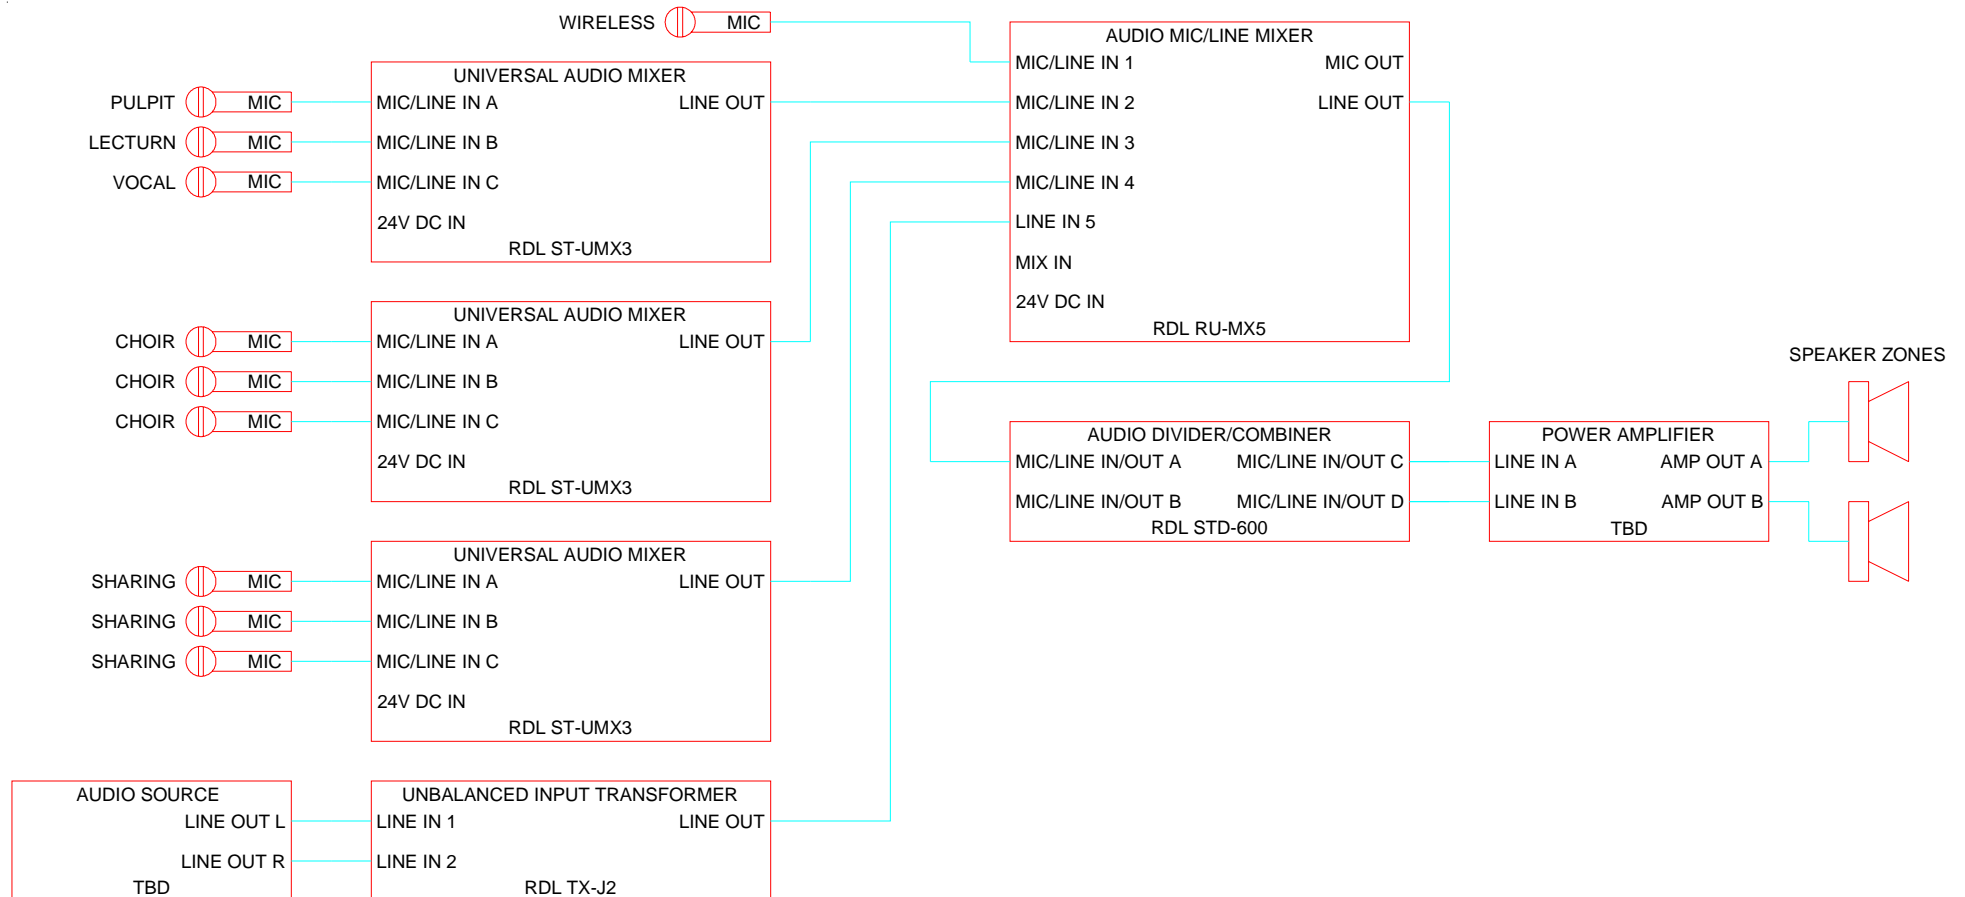 WIRELESS MIC
AUDIO MIC/LINE MIXER
MIC/LINE IN 1 MIC OUT
MIC/LINE IN 2 LINE OUT
MIC/LINE IN 3
MIC/LINE IN 4
LINE IN 5
MIX IN
24V DC IN
RDL RU-MX5
UNIVERSAL AUDIO MIXER
PULPIT MIC MIC/LINE IN A LINE OUT
LECTURN MIC MIC/LINE IN B
VOCAL MIC MIC/LINE IN C
24V DC IN
RDL ST-UMX3
UNIVERSAL AUDIO MIXER
CHOIR MIC MIC/LINE IN A LINE OUT
CHOIR MIC MIC/LINE IN B
CHOIR MIC MIC/LINE IN C
24V DC IN
RDL ST-UMX3
SPEAKER ZONES
AUDIO DIVIDER/COMBINER
MIC/LINE IN/OUT A MIC/LINE IN/OUT C
MIC/LINE IN/OUT B MIC/LINE IN/OUT D
RDL STD-600
POWER AMPLIFIER
LINE IN A AMP OUT A
LINE IN B AMP OUT B
TBD
UNIVERSAL AUDIO MIXER
SHARING MIC MIC/LINE IN A LINE OUT
SHARING MIC MIC/LINE IN B
SHARING MIC MIC/LINE IN C
24V DC IN
RDL ST-UMX3
AUDIO SOURCE
LINE OUT L
LINE OUT R
TBD
UNBALANCED INPUT TRANSFORMER
LINE IN 1 LINE OUT
LINE IN 2
RDL TX-J2